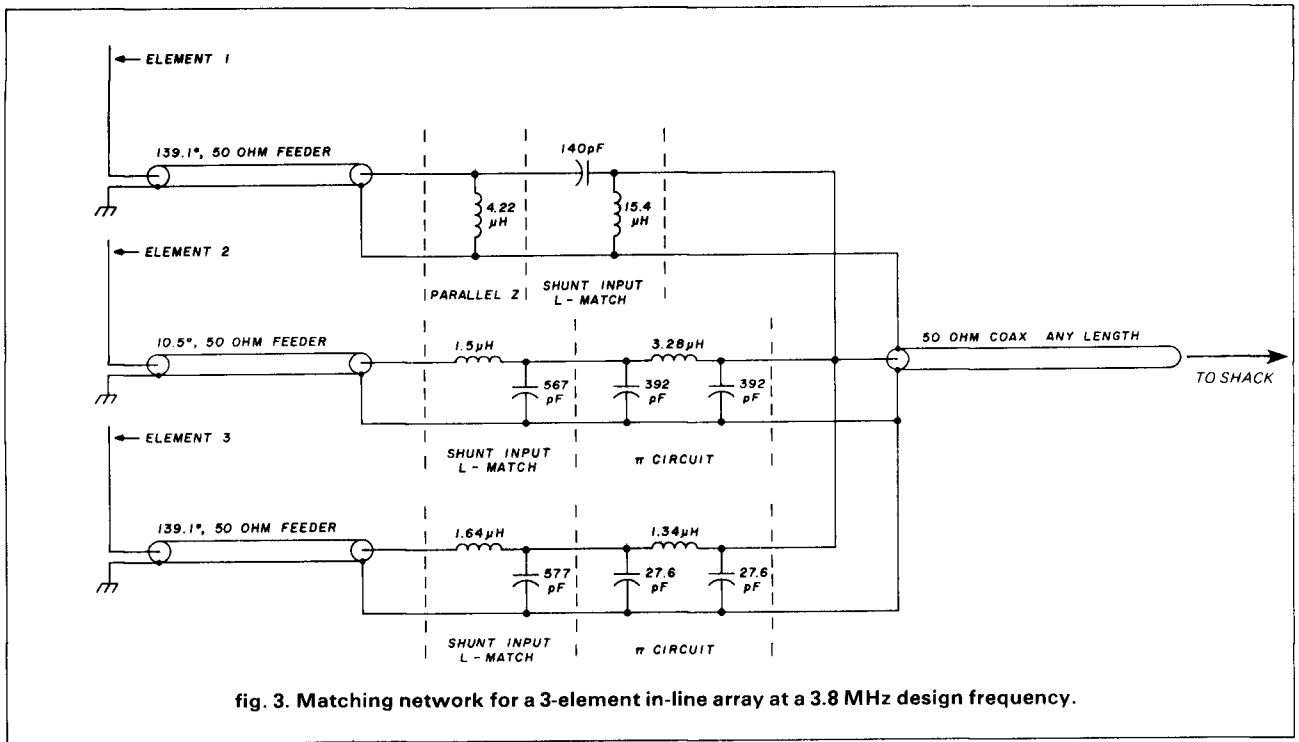 ELEMENT 1
139.1°, 50 OHM FEEDER
140pF
4.22
μH
15.4
μH
PARALLEL Z
SHUNT INPUT
L - MATCH
ELEMENT 2
10.5°, 50 OHM FEEDER
1.5μH
3.28μH
567
pF
392
pF
392
pF
50 OHM COAX ANY LENGTH
TO SHACK
SHUNT INPUT
L - MATCH
π CIRCUIT
ELEMENT 3
139.1°, 50 OHM FEEDER
1.64μH
1.34μH
577
pF
27.6
pF
27.6
pF
SHUNT INPUT
L - MATCH
π CIRCUIT
fig. 3. Matching network for a 3-element in-line array at a 3.8 MHz design frequency.